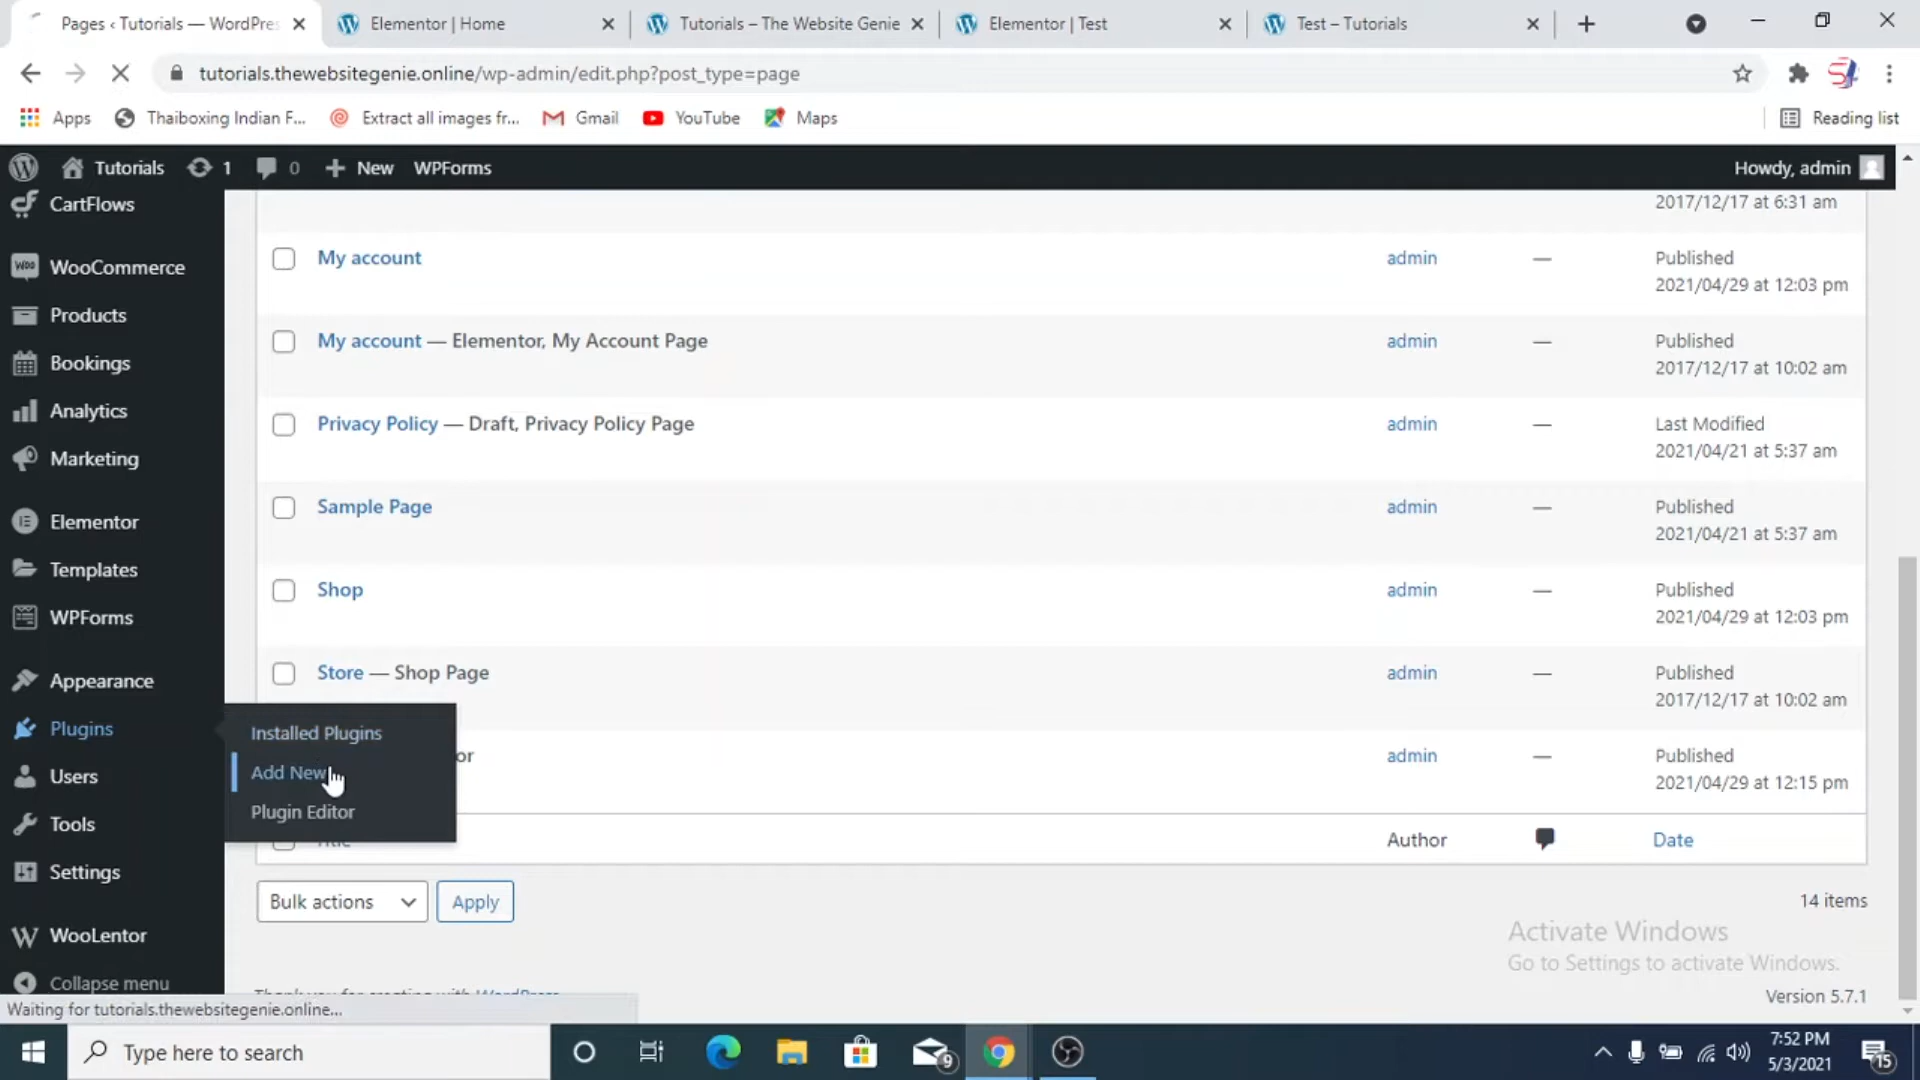 Pages ‹ Tutorials — WordPres
Elementor | Home
Tutorials – The Website Genie
Elementor | Test
Test – Tutorials
tutorials.thewebsitegenie.online/wp-admin/edit.php?post_type=page
Apps
Thaiboxing Indian F...
Extract all images fr...
Gmail
YouTube
Maps
Reading list
Tutorials
1
0
New
WPForms
Howdy, admin
CartFlows
WooCommerce
Products
Bookings
Analytics
Marketing
Elementor
Templates
WPForms
Appearance
Plugins
Users
Tools
Settings
WooLentor
Collapse menu
Installed Plugins
Add New
Plugin Editor
2017/12/17 at 6:31 am
My account
admin
—
Published
2021/04/29 at 12:03 pm
My account — Elementor, My Account Page
admin
—
Published
2017/12/17 at 10:02 am
Privacy Policy — Draft, Privacy Policy Page
admin
—
Last Modified
2021/04/21 at 5:37 am
Sample Page
admin
—
Published
2021/04/21 at 5:37 am
Shop
admin
—
Published
2021/04/29 at 12:03 pm
Store — Shop Page
admin
—
Published
2017/12/17 at 10:02 am
or
admin
—
Published
2021/04/29 at 12:15 pm
Title
Author
Date
Bulk actions
Apply
14 items
Activate Windows
Go to Settings to activate Windows.
Thank you for creating with WordPress
Version 5.7.1
Waiting for tutorials.thewebsitegenie.online...
Type here to search
9
7:52 PM
5/3/2021
15